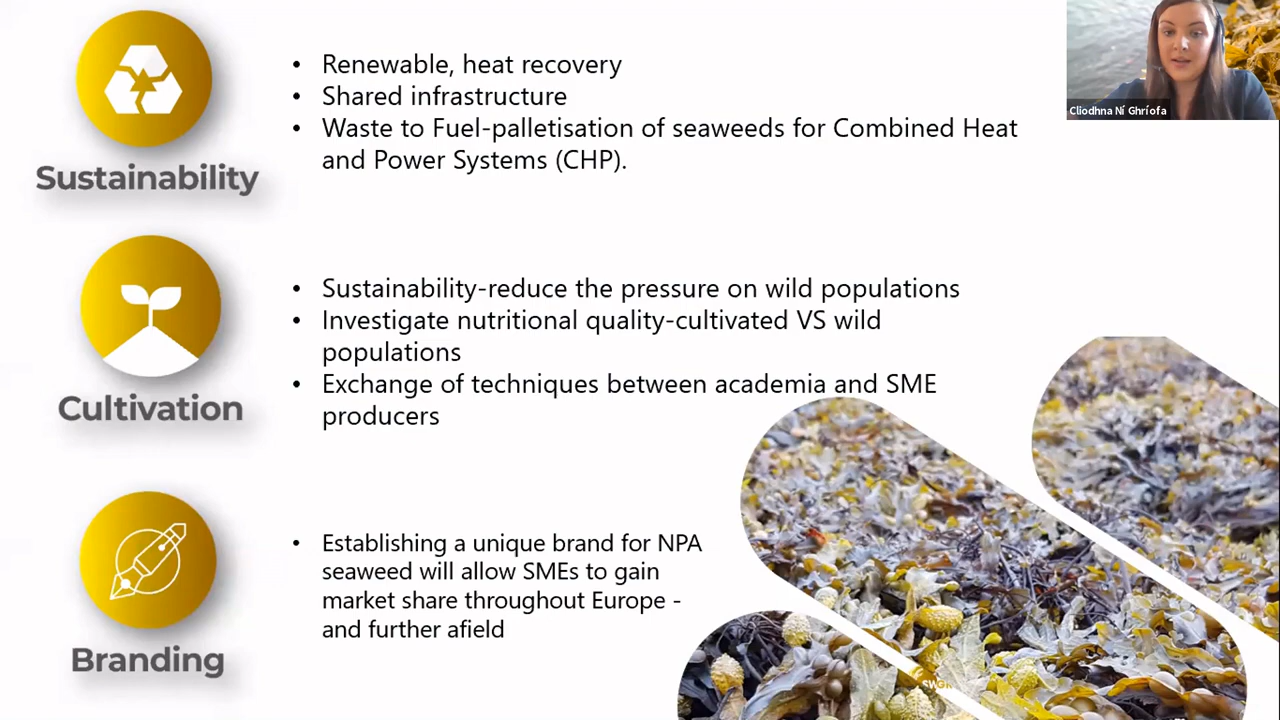 Cliodhna Ní Ghríofa
• Renewable, heat recovery
• Shared infrastructure
• Waste to Fuel-palletisation of seaweeds for Combined Heat
and Power Systems (CHP).
Sustainability
• Sustainability-reduce the pressure on wild populations
• Investigate nutritional quality-cultivated VS wild
populations
• Exchange of techniques between academia and SME
producers
Cultivation
• Establishing a unique brand for NPA
seaweed will allow SMEs to gain
market share throughout Europe -
and further afield
Branding